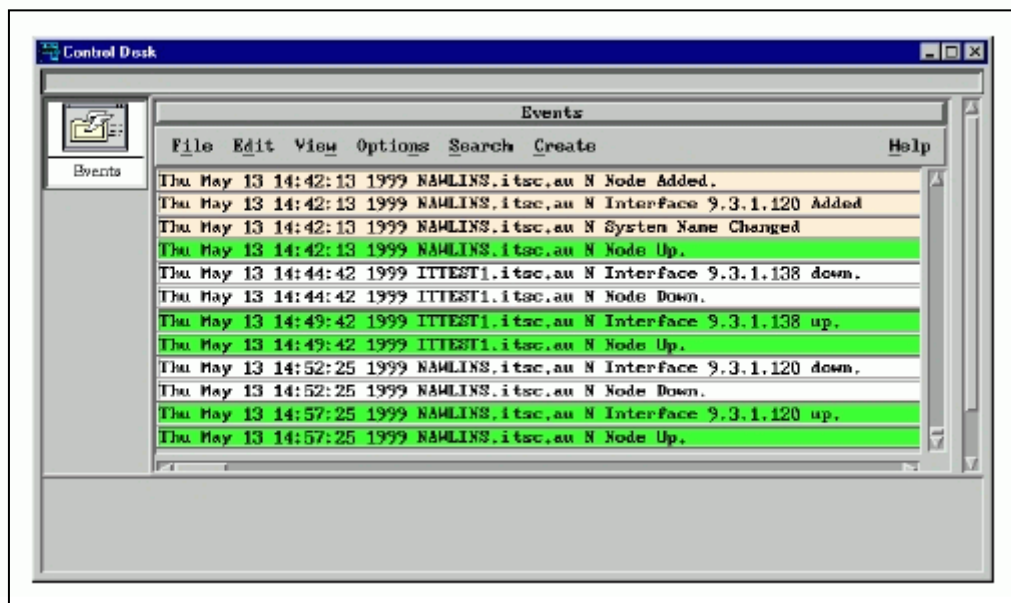 Control Desk
Events
File Edit View Options Search Create Help
Events
Thu May 13 14:42:13 1999 NAWLINS.itsc.au N Node Added.
Thu May 13 14:42:13 1999 NAWLINS.itsc.au N Interface 9.3.1.120 Added
Thu May 13 14:42:13 1999 NAWLINS.itsc.au N System Name Changed
Thu May 13 14:42:13 1999 NAWLINS.itsc.au N Node Up.
Thu May 13 14:44:42 1999 ITTEST1.itsc.au N Interface 9.3.1.138 down.
Thu May 13 14:44:42 1999 ITTEST1.itsc.au N Node Down.
Thu May 13 14:49:42 1999 ITTEST1.itsc.au N Interface 9.3.1.138 up.
Thu May 13 14:49:42 1999 ITTEST1.itsc.au N Node Up.
Thu May 13 14:52:25 1999 NAWLINS.itsc.au N Interface 9.3.1.120 down.
Thu May 13 14:52:25 1999 NAWLINS.itsc.au N Node Down.
Thu May 13 14:57:25 1999 NAWLINS.itsc.au N Interface 9.3.1.120 up.
Thu May 13 14:57:25 1999 NAWLINS.itsc.au N Node Up.